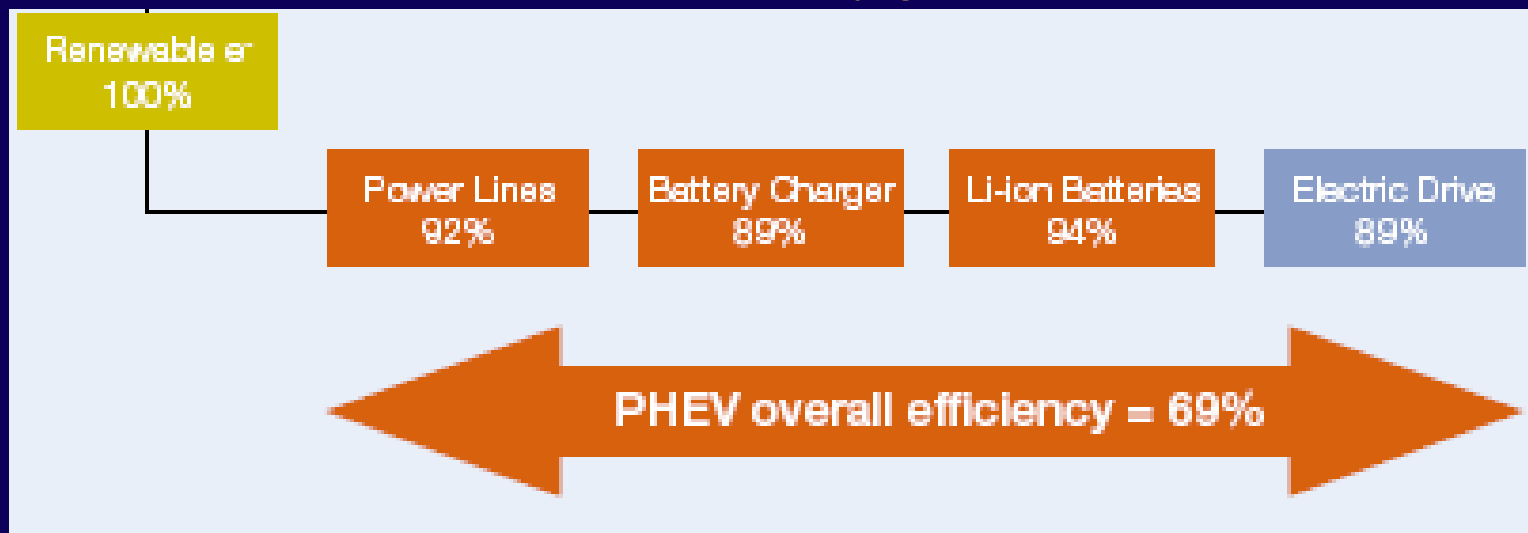 Renewable e-
100%
Power Lines
92%
Battery Charger
89%
Li-ion Batteries
94%
Electric Drive
89%
PHEV overall efficiency = 69%